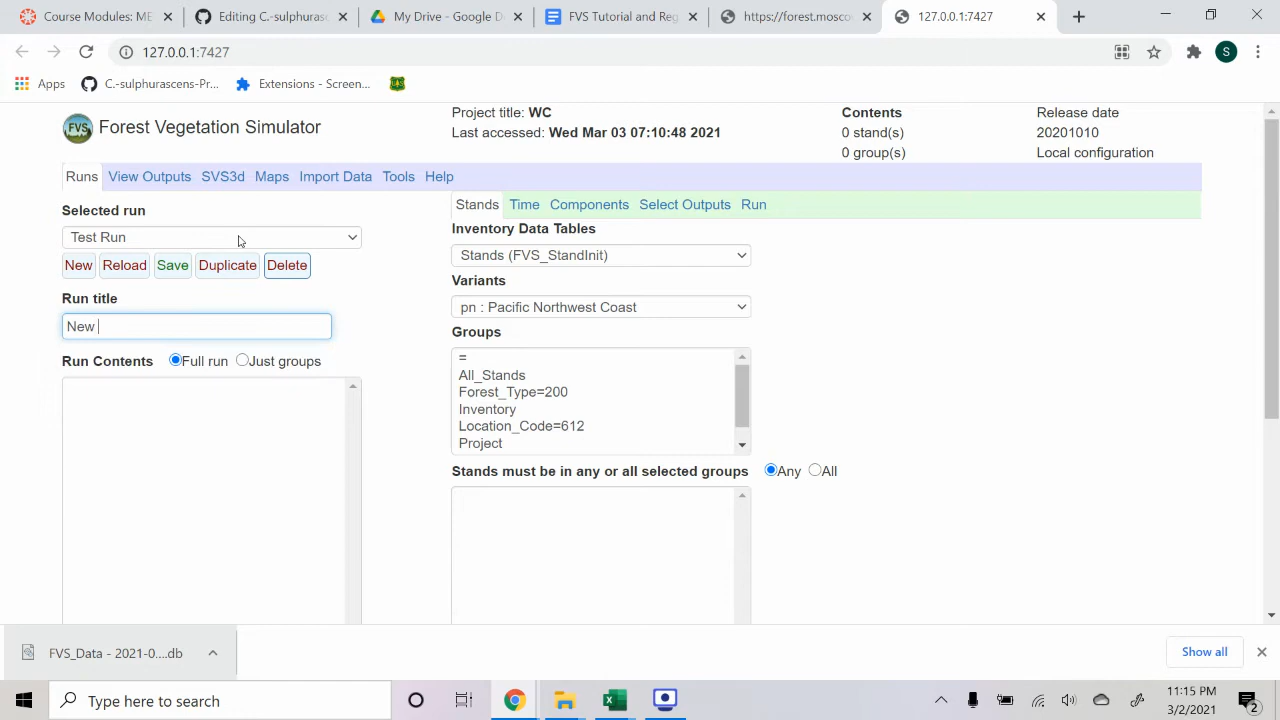 Course Modules: ME
Editing C.-sulphuras
My Drive - Google D
FVS Tutorial and Reg
https://forest.mosco
127.0.0.1:7427
127.0.0.1:7427
S
Apps
C.-sulphurascens-Pr...
Extensions - Screen...
FVS
Forest Vegetation Simulator
Project title: WC
Last accessed: Wed Mar 03 07:10:48 2021
Contents
0 stand(s)
0 group(s)
Release date
20201010
Local configuration
Runs View Outputs SVS3d Maps Import Data Tools Help
Selected run
Test Run
New Reload Save Duplicate Delete
Run title
New
Run Contents Full run Just groups
Stands Time Components Select Outputs Run
Inventory Data Tables
Stands (FVS_StandInit)
Variants
pn : Pacific Northwest Coast
Groups
=
All_Stands
Forest_Type=200
Inventory
Location_Code=612
Project
Stands must be in any or all selected groups Any All
FVS_Data - 2021-0....db
Show all
Type here to search
11:15 PM
3/2/2021
2